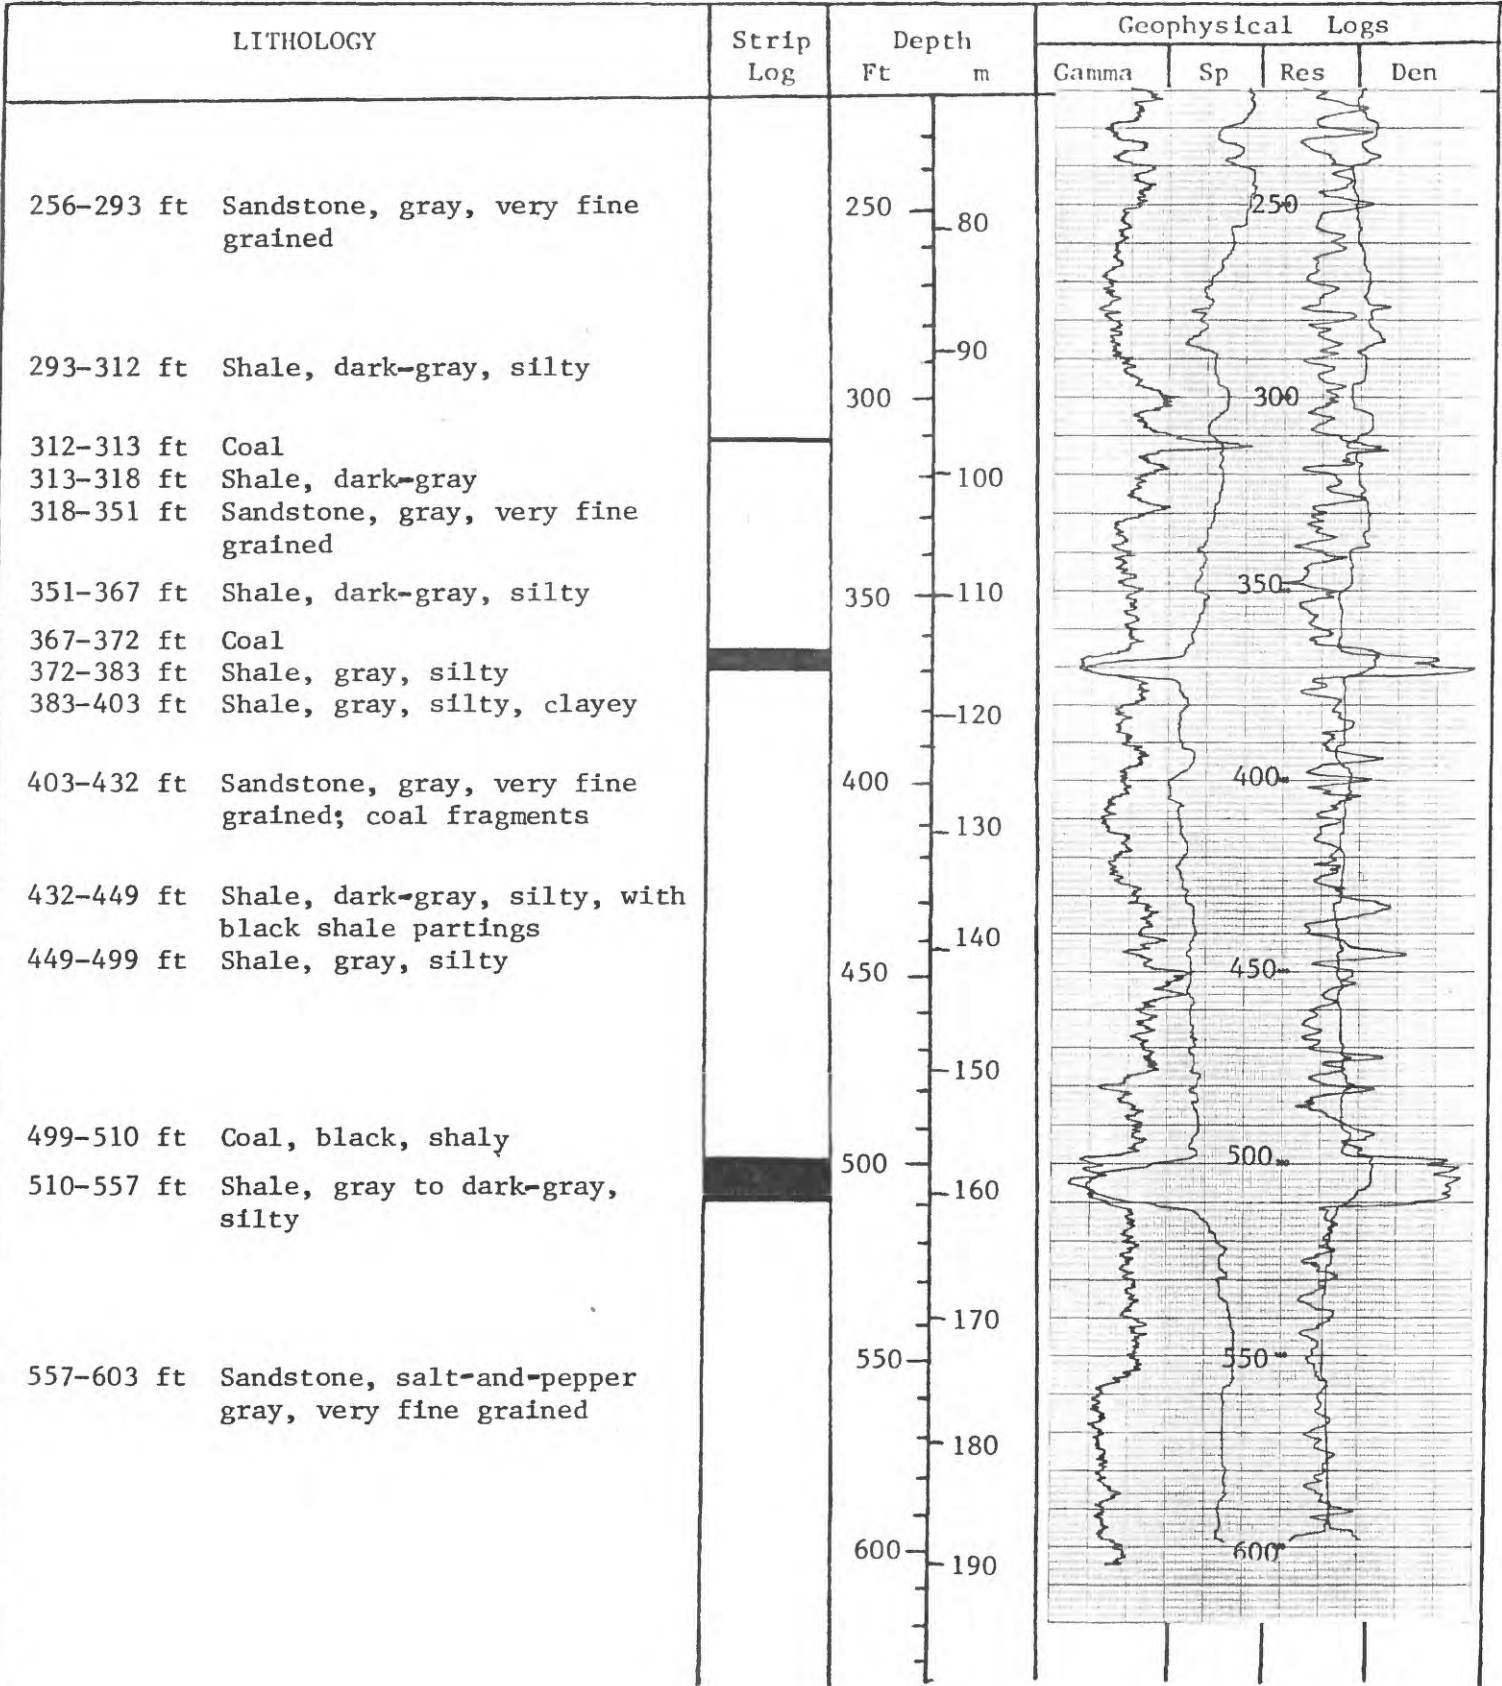 LITHOLOGY
Strip Log
Depth
Ft m
Geophysical Logs
Gamma Sp Res Den
256-293 ft Sandstone, gray, very fine
grained
293-312 ft Shale, dark-gray, silty
312-313 ft Coal
313-318 ft Shale, dark-gray
318-351 ft Sandstone, gray, very fine
grained
351-367 ft Shale, dark-gray, silty
367-372 ft Coal
372-383 ft Shale, gray, silty
383-403 ft Shale, gray, silty, clayey
403-432 ft Sandstone, gray, very fine
grained; coal fragments
432-449 ft Shale, dark-gray, silty, with
black shale partings
449-499 ft Shale, gray, silty
499-510 ft Coal, black, shaly
510-557 ft Shale, gray to dark-gray,
silty
557-603 ft Sandstone, salt-and-pepper
gray, very fine grained
250
300
350
400
450
500
550
600
80
90
100
110
120
130
140
150
160
170
180
190
250
300
350
400
450
500
550
600